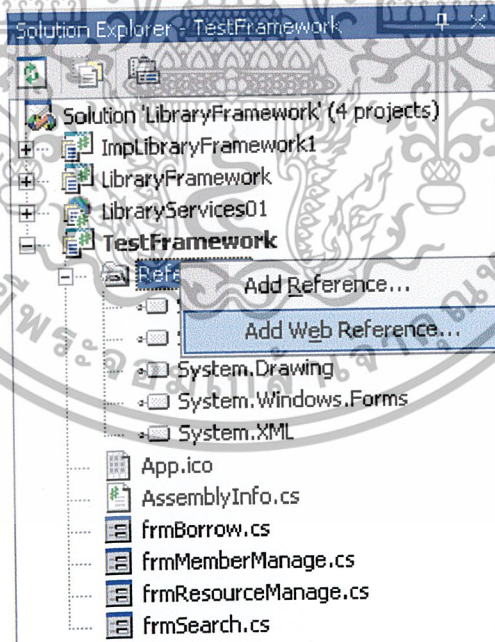 Solution Explorer - TestFramework
Solution 'LibraryFramework' (4 projects)
ImpLibraryFramework1
LibraryFramework
LibraryServices01
TestFramework
Add Reference...
Add Web Reference...
System.Drawing
System.Windows.Forms
System.XML
App.ico
AssemblyInfo.cs
frmBorrow.cs
frmMemberManage.cs
frmResourceManage.cs
frmSearch.cs